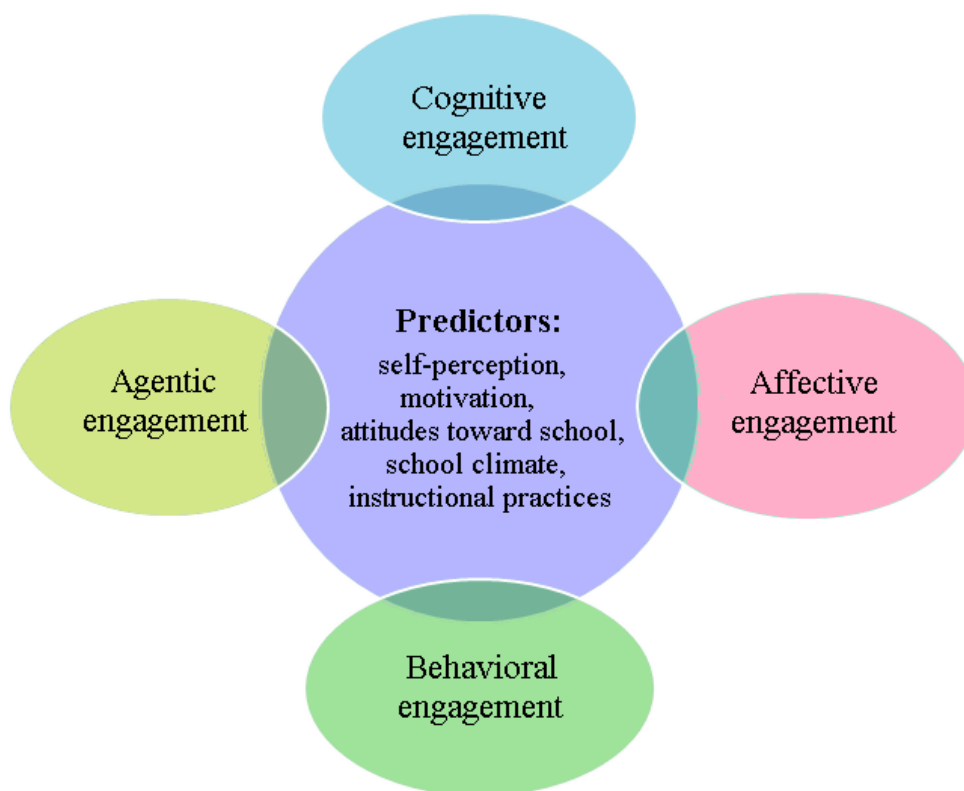 Cognitive
engagement
Predictors:
self-perception,
motivation,
attitudes toward school,
school climate,
instructional practices
Agentic
engagement
Affective
engagement
Behavioral
engagement